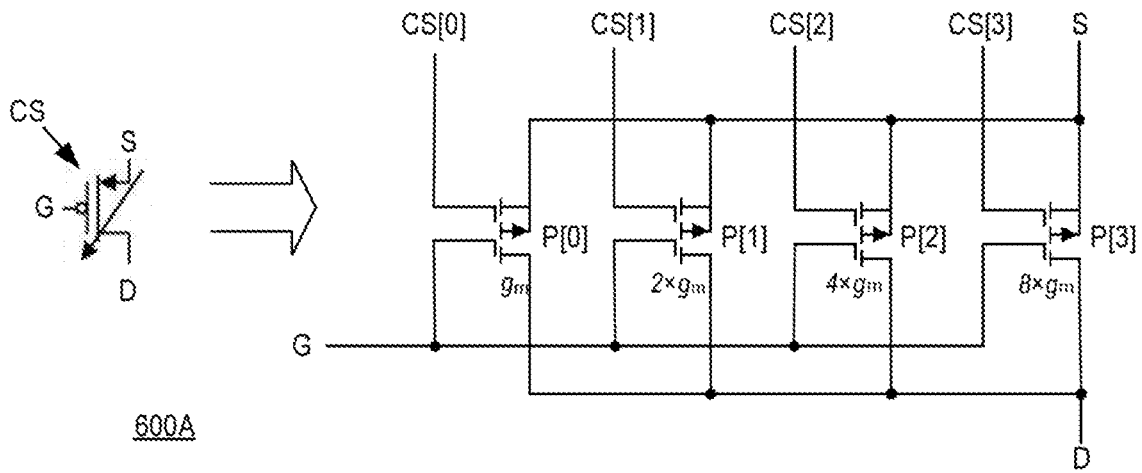 CS[0] CS[1] CS[2] CS[3] S
CS
S
G
D
P[0] P[1] P[2] P[3]
gm 2×gm 4×gm 8×gm
G
600A
D